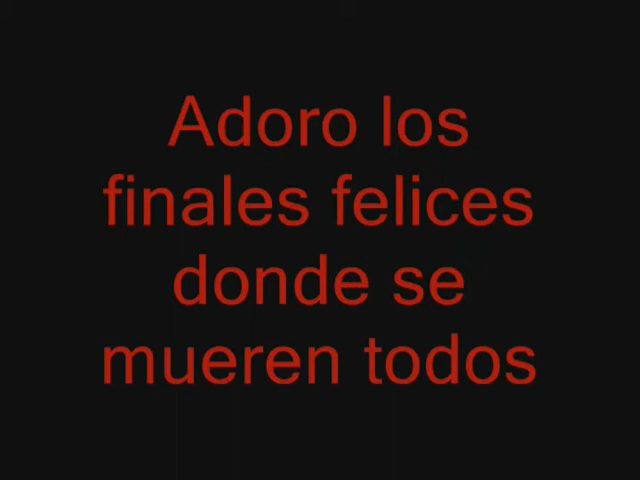 Adoro los
finales felices
donde se
mueren todos